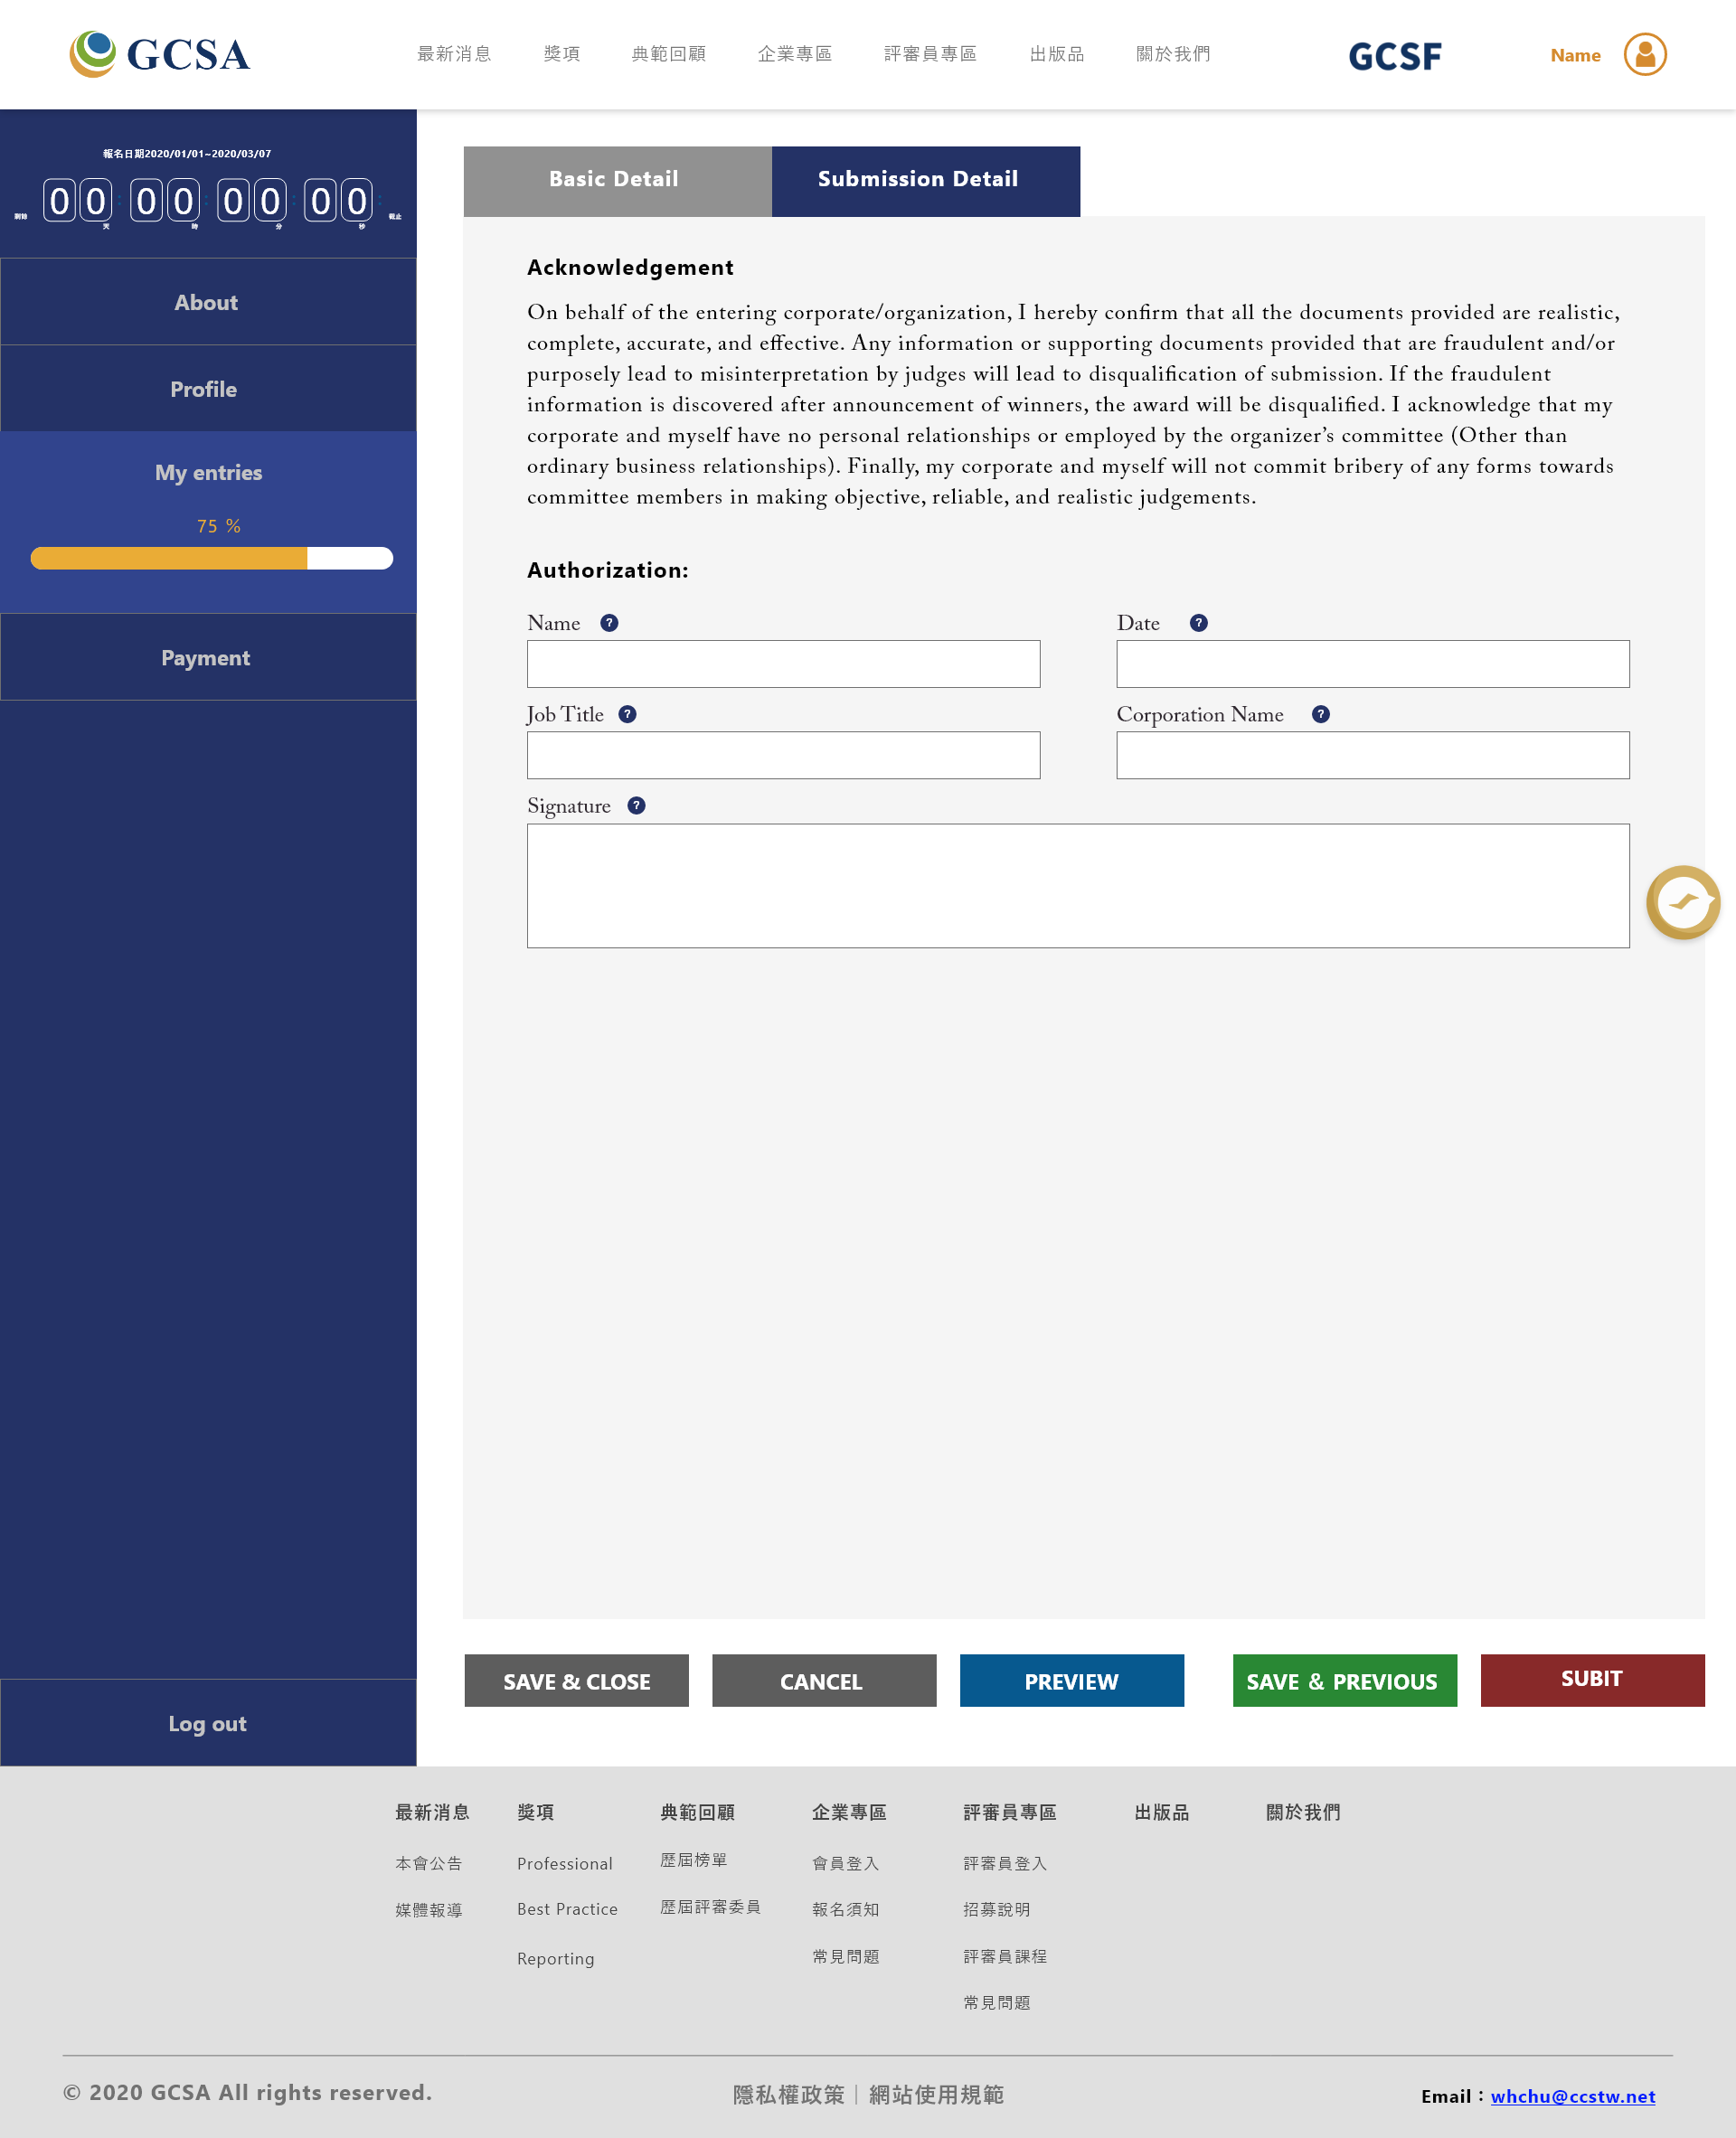 GCSA
最新消息 獎項 典範回顧 企業專區 評審員專區 出版品 關於我們
GCSF
Name
報名日期2020/01/01~2020/03/07
剩餘 00 : 00 : 00 : 00 : 截止
天 時 分 秒
About
Profile
My entries
75 %
Payment
Log out
Basic Detail
Submission Detail
Acknowledgement
On behalf of the entering corporate/organization, I hereby confirm that all the documents provided are realistic,
complete, accurate, and effective. Any information or supporting documents provided that are fraudulent and/or
purposely lead to misinterpretation by judges will lead to disqualification of submission. If the fraudulent
information is discovered after announcement of winners, the award will be disqualified. I acknowledge that my
corporate and myself have no personal relationships or employed by the organizer’s committee (Other than
ordinary business relationships). Finally, my corporate and myself will not commit bribery of any forms towards
committee members in making objective, reliable, and realistic judgements.
Authorization:
Name ?
Date ?
Job Title ?
Corporation Name ?
Signature ?
SAVE & CLOSE
CANCEL
PREVIEW
SAVE & PREVIOUS
SUBIT
最新消息
本會公告
媒體報導
獎項
Professional
Best Practice
Reporting
典範回顧
歷屆榜單
歷屆評審委員
企業專區
會員登入
報名須知
常見問題
評審員專區
評審員登入
招募說明
評審員課程
常見問題
出版品
關於我們
© 2020 GCSA All rights reserved.
隱私權政策｜網站使用規範
Email：whchu@ccstw.net